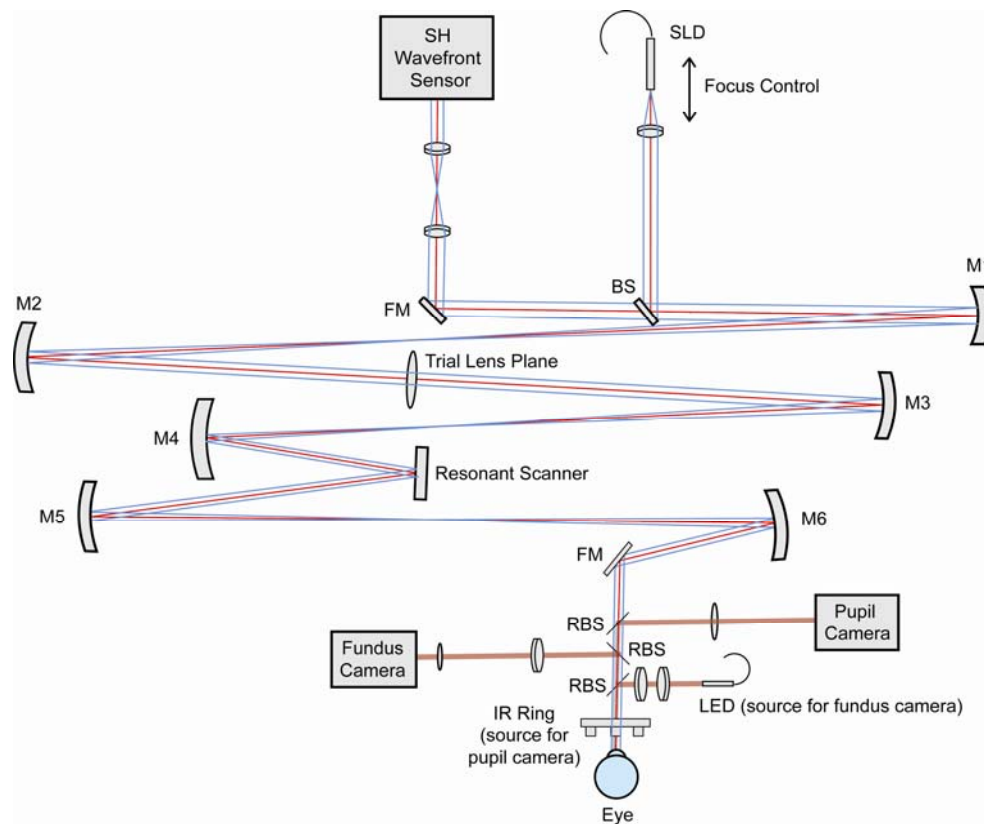 SH
Wavefront
Sensor
SLD
Focus Control
M1
M2
FM
BS
Trial Lens Plane
M3
M4
Resonant Scanner
M5
M6
FM
RBS
Pupil
Camera
Fundus
Camera
RBS
RBS
LED (source for fundus camera)
IR Ring
(source for
pupil camera)
Eye